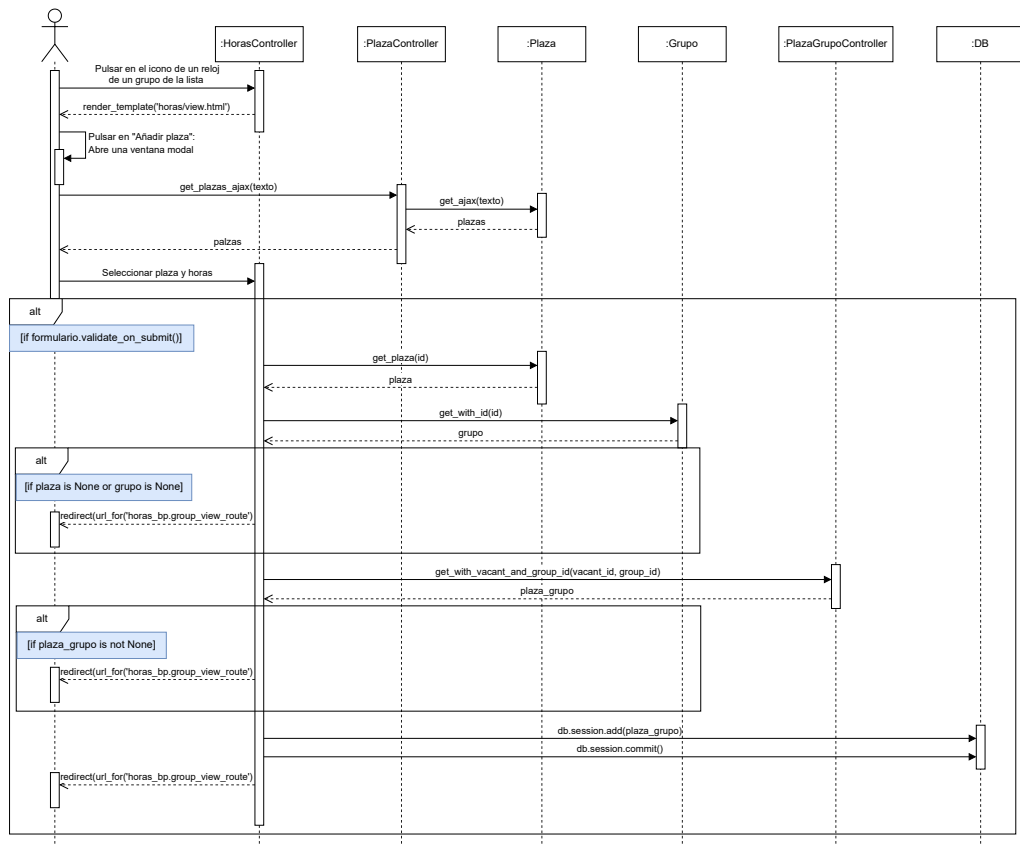 :HorasController
:PlazaController
:Plaza
:Grupo
:PlazaGrupoController
:DB
Pulsar en el icono de un reloj
de un grupo de la lista
render_template('horas/view.html')
Pulsar en "Añadir plaza":
Abre una ventana modal
get_plazas_ajax(texto)
get_ajax(texto)
plazas
palzas
Seleccionar plaza y horas
alt
[if formulario.validate_on_submit()]
get_plaza(id)
plaza
get_with_id(id)
grupo
alt
[if plaza is None or grupo is None]
redirect(url_for('horas_bp.group_view_route')
get_with_vacant_and_group_id(vacant_id, group_id)
plaza_grupo
alt
[if plaza_grupo is not None]
redirect(url_for('horas_bp.group_view_route')
db.session.add(plaza_grupo)
db.session.commit()
redirect(url_for('horas_bp.group_view_route')